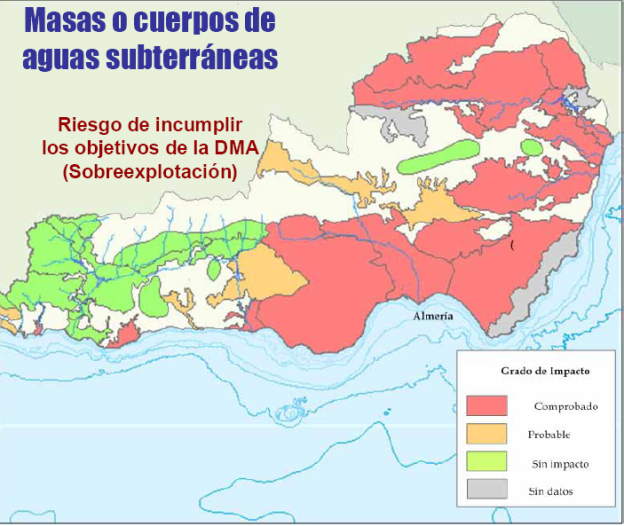 Masas o cuerpos de
aguas subterráneas
Riesgo de incumplir
los objetivos de la DMA
(Sobreexplotación)
Almería
Grado de Impacto
Comprobado
Probable
Sin impacto
Sin datos